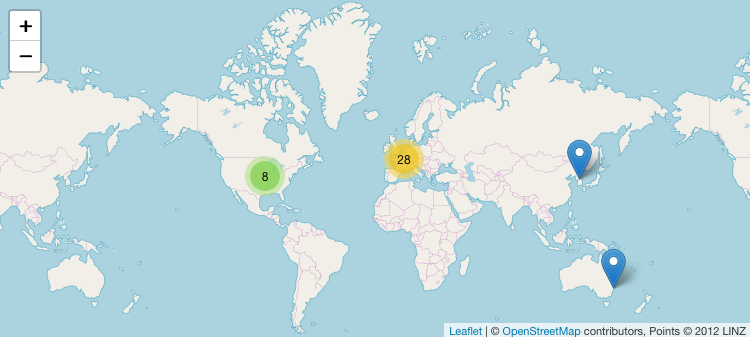 +
−
8
28
Leaflet | © OpenStreetMap contributors, Points © 2012 LINZ